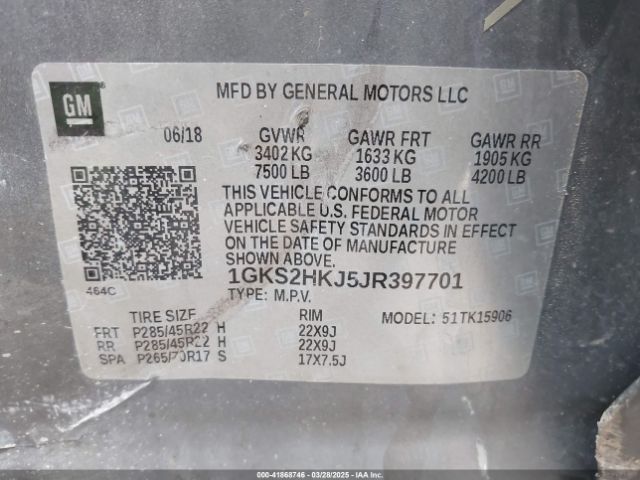 GM
MFD BY GENERAL MOTORS LLC
06/18 GVWR GAWR FRT GAWR RR
3402 KG 1633 KG 1905 KG
7500 LB 3600 LB 4200 LB
THIS VEHICLE CONFORMS TO ALL
APPLICABLE U.S. FEDERAL MOTOR
VEHICLE SAFETY STANDARDS IN EFFECT
ON THE DATE OF MANUFACTURE
SHOWN ABOVE.
464C
1GKS2HKJ5JR397701
TYPE: M.P.V.
TIRE SIZE RIM MODEL: 51TK15906
FRT P285/45R22 H 22X9J
RR P285/45R22 H 22X9J
SPA P265/70R17 S 17X7.5J
000-41868746 | 03/28/2025 | IAA Inc.